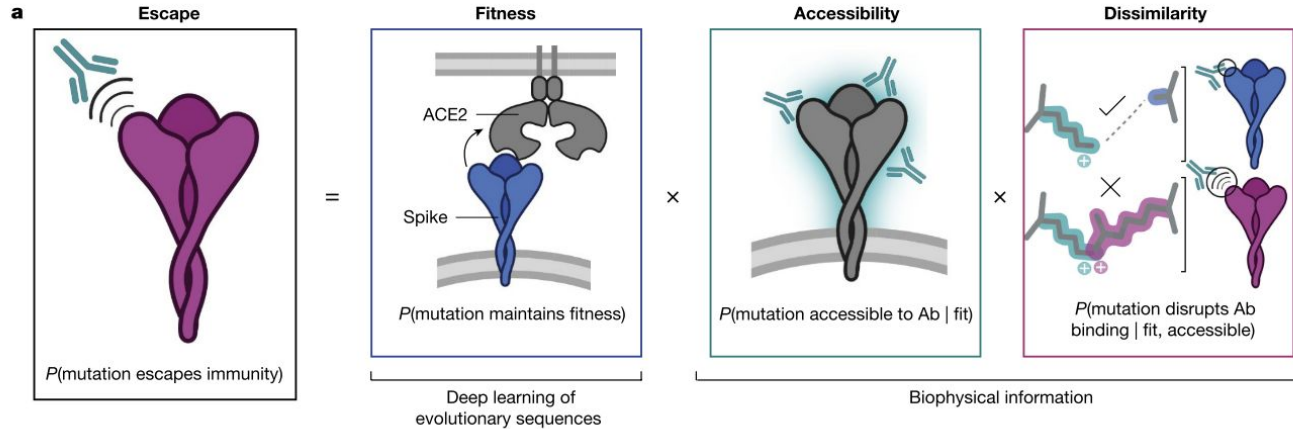 a
Escape
Fitness
Accessibility
Dissimilarity
ACE2
Spike
=
×
×
+
+ +
P(mutation escapes immunity)
P(mutation maintains fitness)
P(mutation accessible to Ab | fit)
P(mutation disrupts Ab
binding | fit, accessible)
Deep learning of
evolutionary sequences
Biophysical information